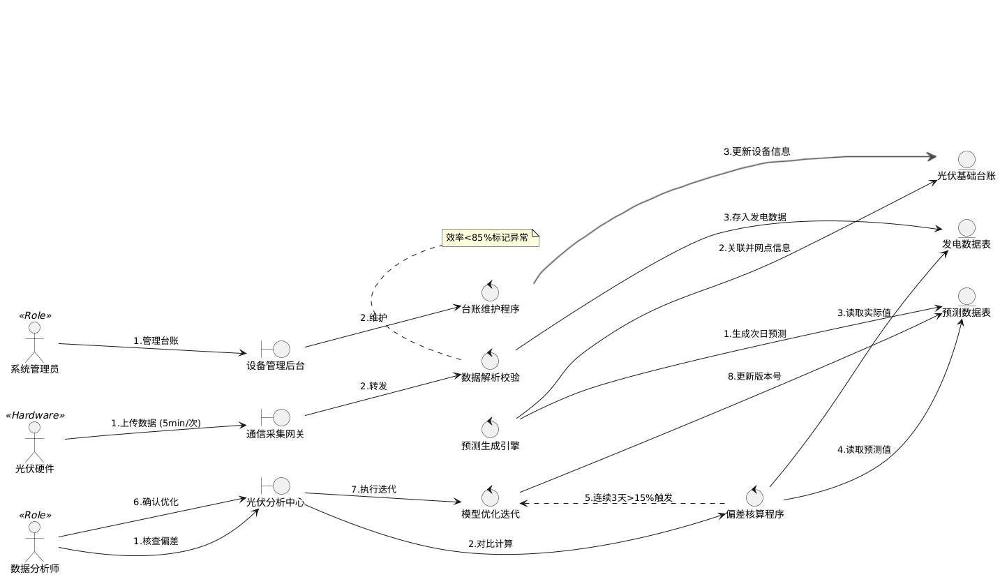 3.更新设备信息
光伏基础台账
3.存入发电数据
效率<85%标记异常
发电数据表
2.关联并网点信息
台账维护程序
2.维护
3.读取实际值
预测数据表
«Role»
系统管理员
1.管理台账
设备管理后台
1.生成次日预测
数据解析校验
8.更新版本号
2.转发
«Hardware»
光伏硬件
1.上传数据 (5min/次)
通信采集网关
预测生成引擎
4.读取预测值
7.执行迭代
6.确认优化
光伏分析中心
5.连续3天>15%触发
模型优化迭代
偏差核算程序
«Role»
数据分析师
1.核查偏差
2.对比计算